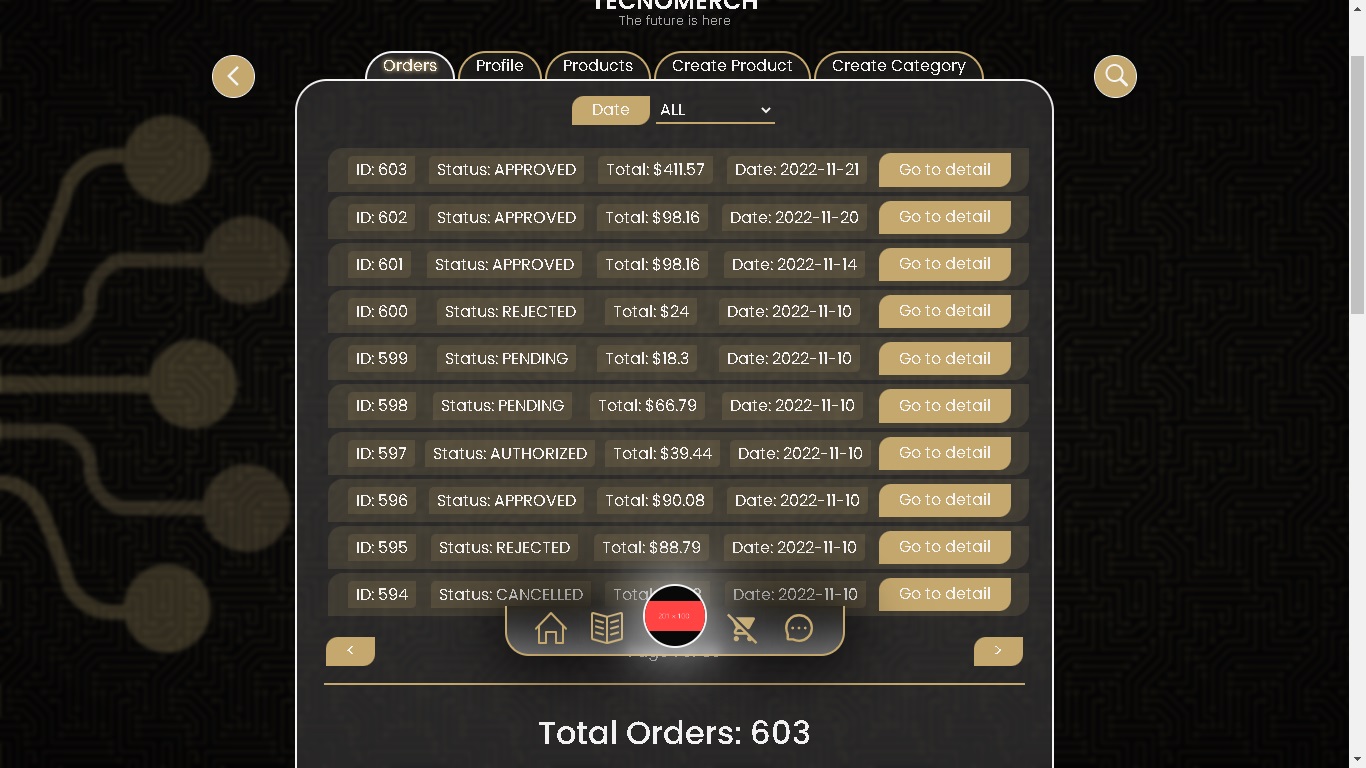 TECNOMERCH
The future is here
Orders Profile Products Create Product Create Category
Date ALL
ID: 603 Status: APPROVED Total: $411.57 Date: 2022-11-21 Go to detail
ID: 602 Status: APPROVED Total: $98.16 Date: 2022-11-20 Go to detail
ID: 601 Status: APPROVED Total: $98.16 Date: 2022-11-14 Go to detail
ID: 600 Status: REJECTED Total: $24 Date: 2022-11-10 Go to detail
ID: 599 Status: PENDING Total: $18.3 Date: 2022-11-10 Go to detail
ID: 598 Status: PENDING Total: $66.79 Date: 2022-11-10 Go to detail
ID: 597 Status: AUTHORIZED Total: $39.44 Date: 2022-11-10 Go to detail
ID: 596 Status: APPROVED Total: $90.08 Date: 2022-11-10 Go to detail
ID: 595 Status: REJECTED Total: $88.79 Date: 2022-11-10 Go to detail
ID: 594 Status: CANCELLED Date: 2022-11-10 Go to detail
< >
Total Orders: 603